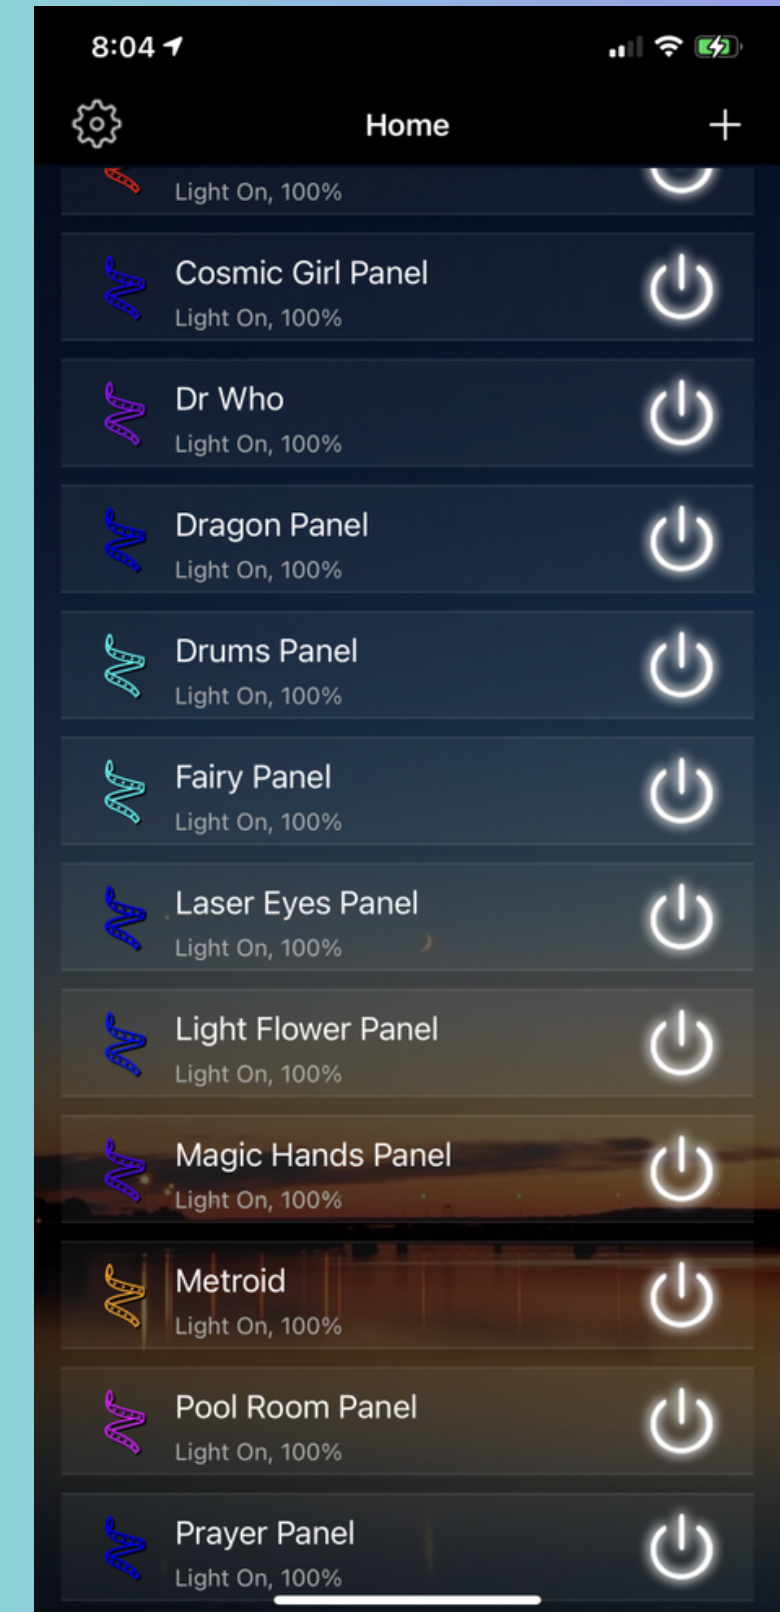 8:04
Home
Light On, 100%
Cosmic Girl Panel
Light On, 100%
Dr Who
Light On, 100%
Dragon Panel
Light On, 100%
Drums Panel
Light On, 100%
Fairy Panel
Light On, 100%
Laser Eyes Panel
Light On, 100%
Light Flower Panel
Light On, 100%
Magic Hands Panel
Light On, 100%
Metroid
Light On, 100%
Pool Room Panel
Light On, 100%
Prayer Panel
Light On, 100%